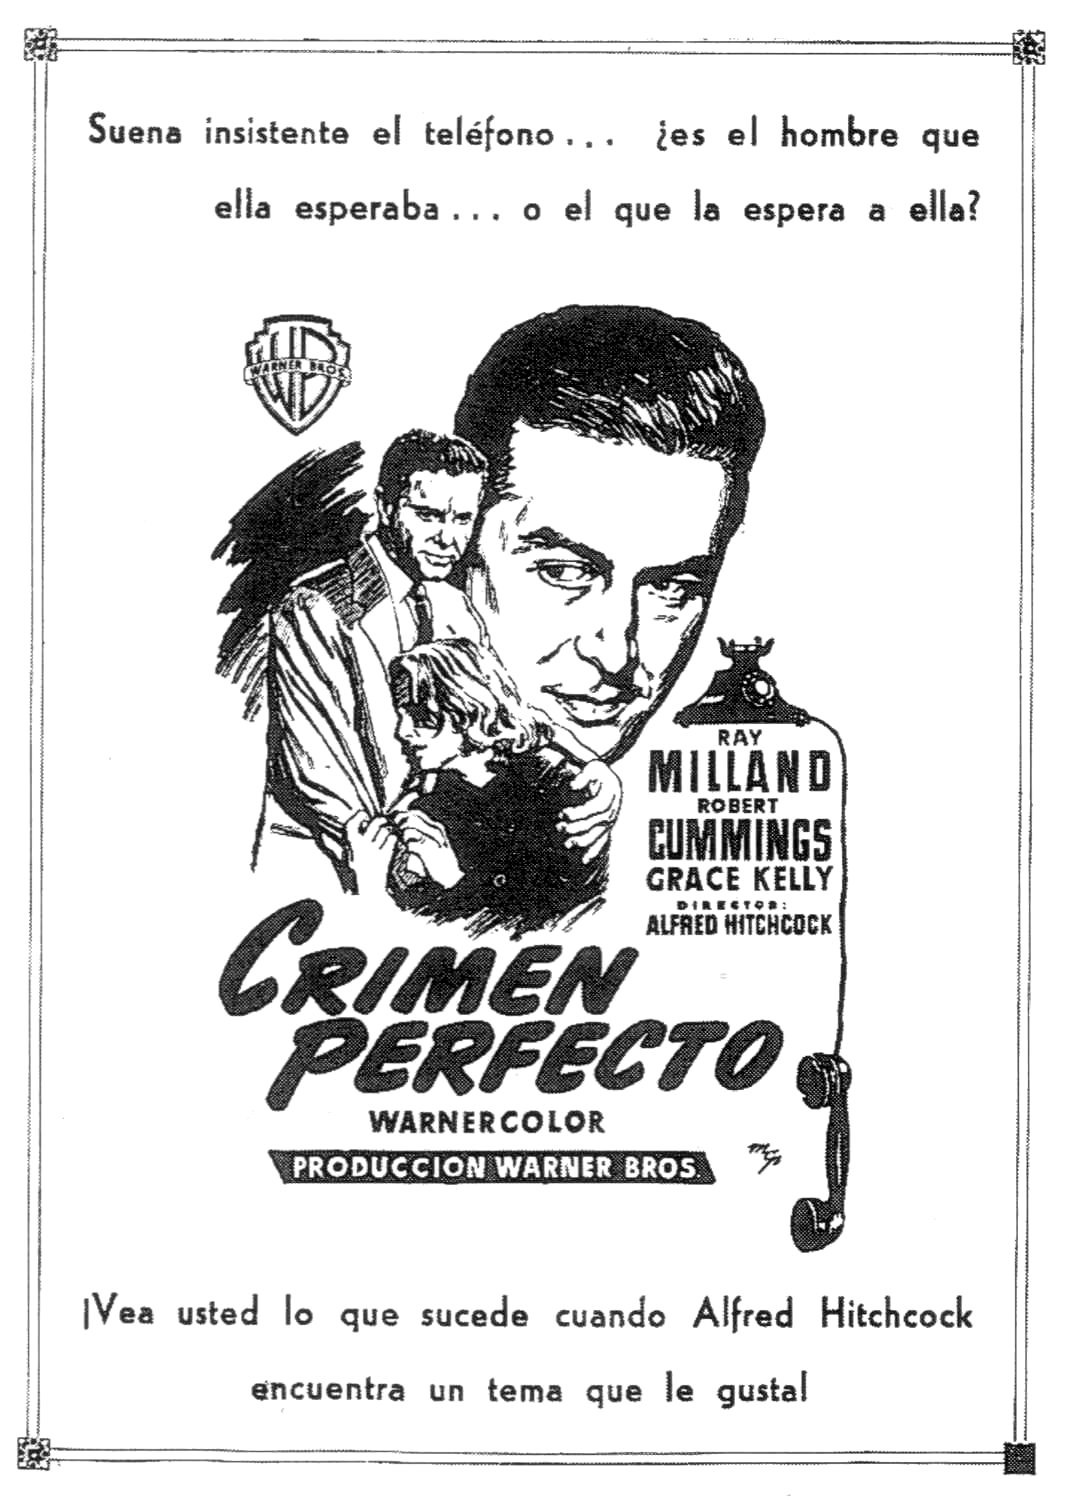 Suena insistente el teléfono... ¿es el hombre que
ella esperaba... o el que la espera a ella?
WB
WARNER BROS.
RAY
MILLAND
ROBERT
CUMMINGS
GRACE KELLY
DIRECTOR:
ALFRED HITCHCOCK
CRIMEN
PERFECTO
WARNERCOLOR
PRODUCCION WARNER BROS.
MCP
¡Vea usted lo que sucede cuando Alfred Hitchcock
encuentra un tema que le gusta!